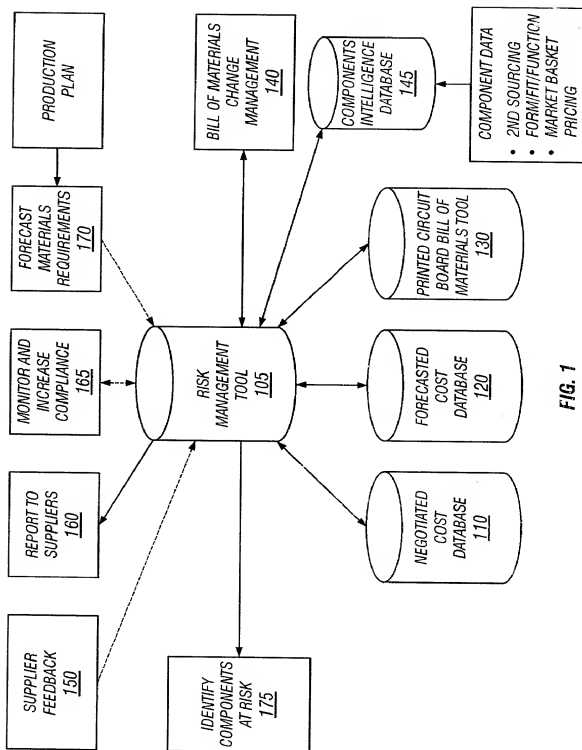 SUPPLIER
FEEDBACK
150
REPORT TO
SUPPLIERS
160
MONITOR AND
INCREASE
COMPLIANCE
165
FORECAST
MATERIALS
REQUIREMENTS
170
PRODUCTION
PLAN
IDENTIFY
COMPONENTS
AT RISK
175
RISK
MANAGEMENT
TOOL
105
BILL OF MATERIALS
CHANGE
MANAGEMENT
140
COMPONENTS
INTELLIGENCE
DATABASE
145
NEGOTIATED
COST
DATABASE
110
FORECASTED
COST
DATABASE
120
PRINTED CIRCUIT
BOARD BILL OF
MATERIALS TOOL
130
COMPONENT DATA
• 2ND SOURCING
• FORM/FIT/FUNCTION
• MARKET BASKET
PRICING
FIG. 1